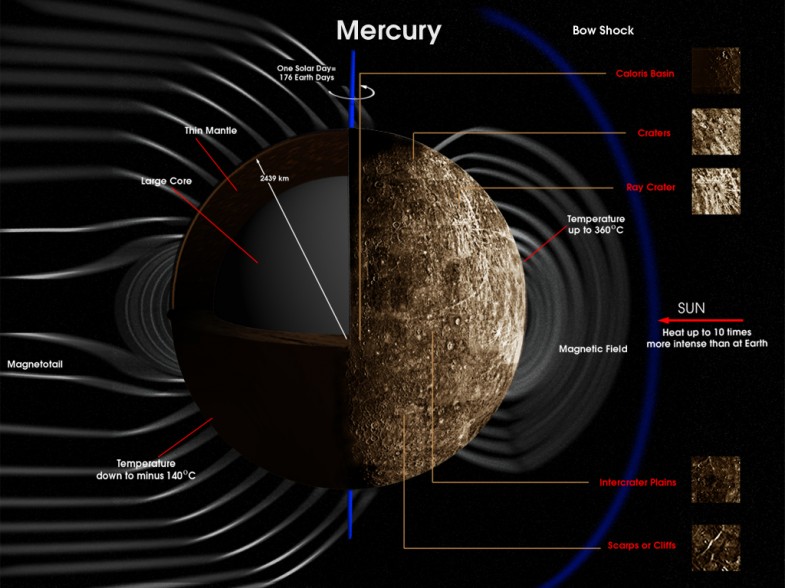 Mercury
Bow Shock
One Solar Day=
176 Earth Days
Caloris Basin
Thin Mantle
Craters
2439 km
Large Core
Ray Crater
Temperature
up to 360°C
SUN
Heat up to 10 times
more intense than at Earth
Magnetic Field
Magnetotail
Temperature
down to minus 140°C
Intercrater Plains
Scarps or Cliffs